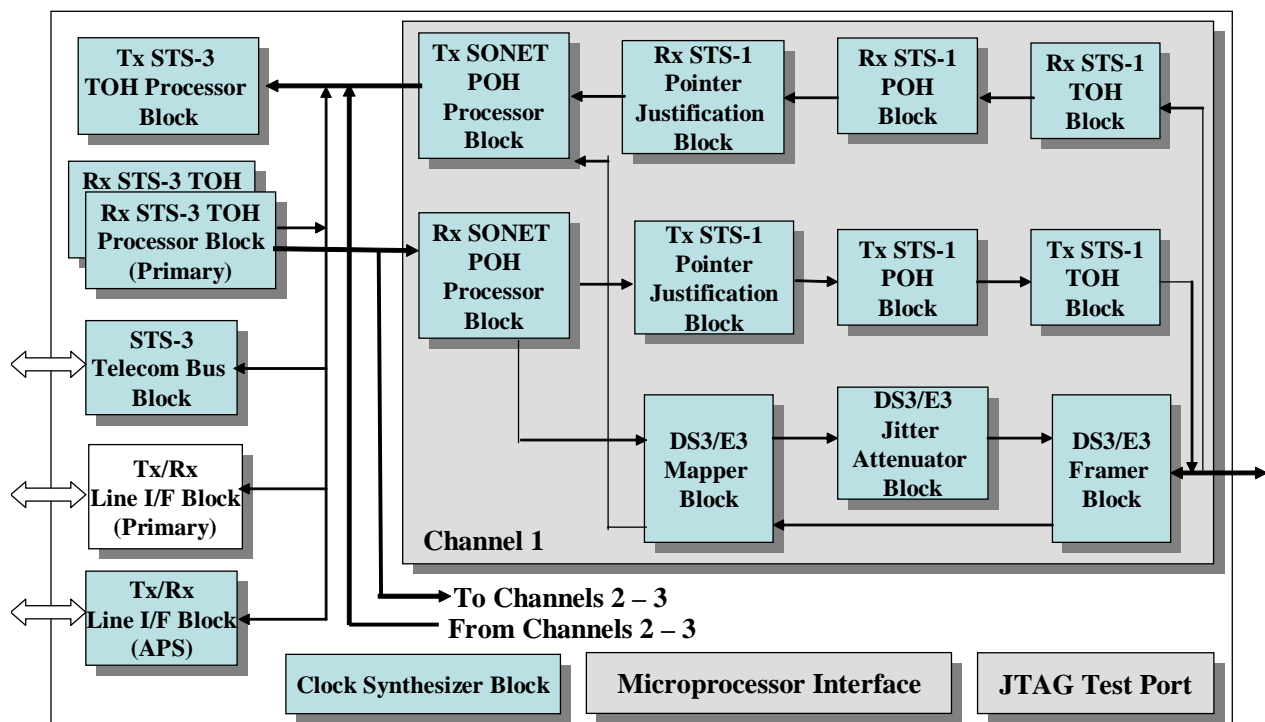 Tx STS-3
TOH Processor
Block
Tx SONET
POH
Processor
Block
Rx STS-1
Pointer
Justification
Block
Rx STS-1
POH
Block
Rx STS-1
TOH
Block
Rx STS-3 TOH
Rx STS-3 TOH
Processor Block
(Primary)
Rx SONET
POH
Processor
Block
Tx STS-1
Pointer
Justification
Block
Tx STS-1
POH
Block
Tx STS-1
TOH
Block
STS-3
Telecom Bus
Block
DS3/E3
Mapper
Block
DS3/E3
Jitter
Attenuator
Block
DS3/E3
Framer
Block
Tx/Rx
Line I/F Block
(Primary)
Channel 1
Tx/Rx
Line I/F Block
(APS)
To Channels 2 – 3
From Channels 2 – 3
Clock Synthesizer Block
Microprocessor Interface
JTAG Test Port